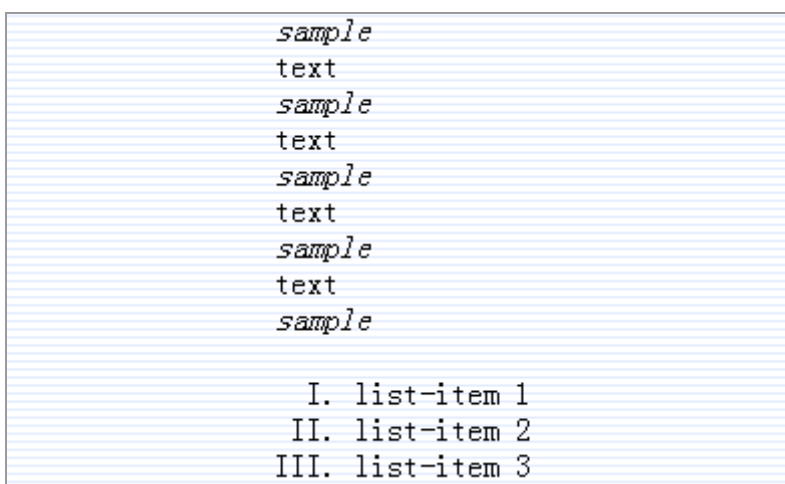 sample
text
sample
text
sample
text
sample
text
sample
I. list-item 1
II. list-item 2
III. list-item 3